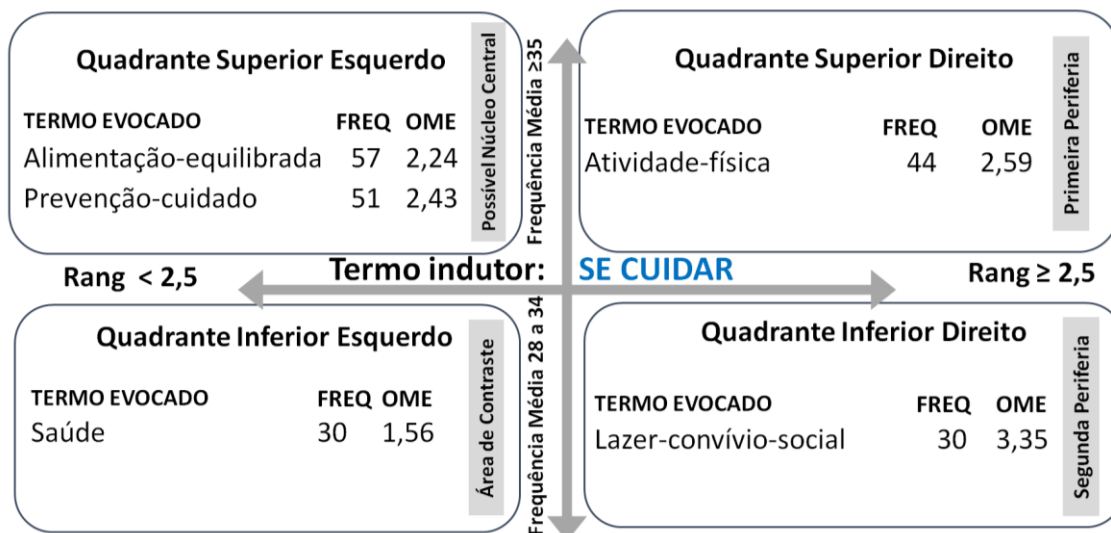 Quadrante Superior Esquerdo
TERMO EVOCADO FREQ OME
Alimentação-equilibrada 57 2,24
Prevenção-cuidado 51 2,43
Possível Núcleo Central
Frequência Média ≥35
Quadrante Superior Direito
TERMO EVOCADO FREQ OME
Atividade-física 44 2,59
Primeira Periferia
Rang < 2,5
Termo indutor: SE CUIDAR
Rang ≥ 2,5
Quadrante Inferior Esquerdo
TERMO EVOCADO FREQ OME
Saúde 30 1,56
Área de Contraste
Frequência Média 28 a 34
Quadrante Inferior Direito
TERMO EVOCADO FREQ OME
Lazer-convívio-social 30 3,35
Segunda Periferia